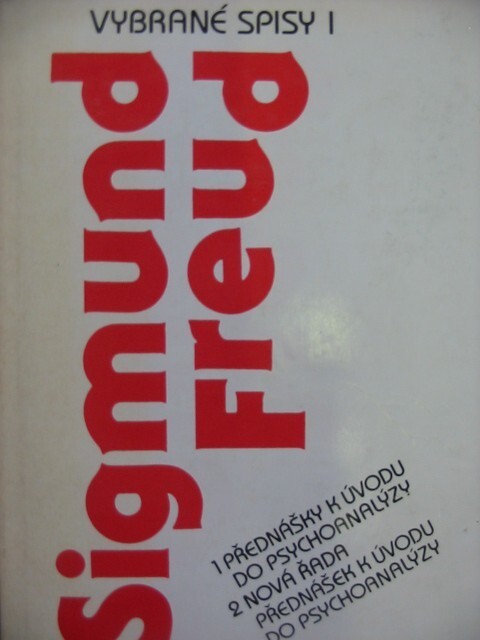 VYBRANÉ SPISY I
Sigmund
Freud
1 PŘEDNÁŠKY K ÚVODU
DO PSYCHOANALÝZY
2 NOVÁ ŘADA
PŘEDNÁŠEK K ÚVODU
DO PSYCHOANALÝZY